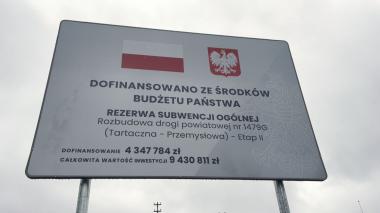 DOFINANSOWANO ZE ŚRODKÓW
BUDŻETU PAŃSTWA
REZERWA SUBWENCJI OGÓLNEJ
Rozbudowa drogi powiatowej nr 1479G
(Tartaczna - Przemysłowa) - Etap II
DOFINANSOWANIE 4 347 784 zł
CAŁKOWITA WARTOŚĆ INWESTYCJI 9 430 811 zł